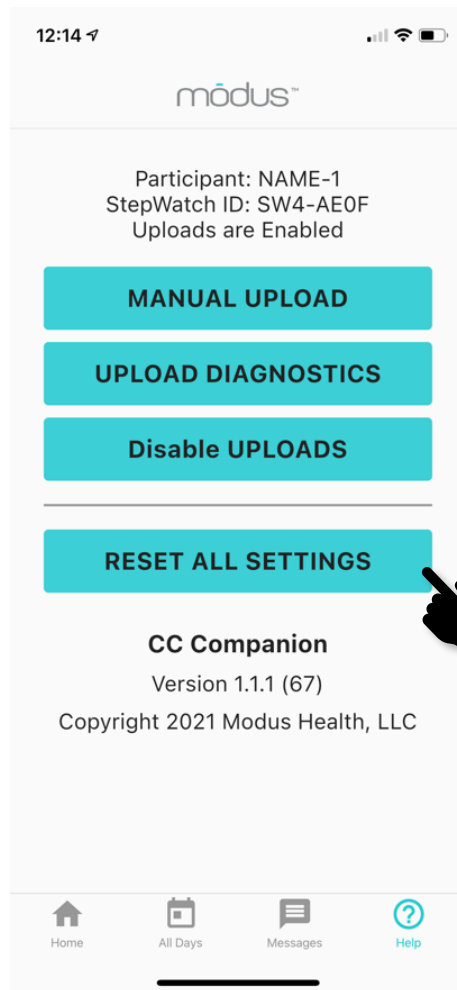 12:14
mōdus™
Participant: NAME-1
StepWatch ID: SW4-AE0F
Uploads are Enabled
MANUAL UPLOAD
UPLOAD DIAGNOSTICS
Disable UPLOADS
RESET ALL SETTINGS
CC Companion
Version 1.1.1 (67)
Copyright 2021 Modus Health, LLC
Home All Days Messages Help